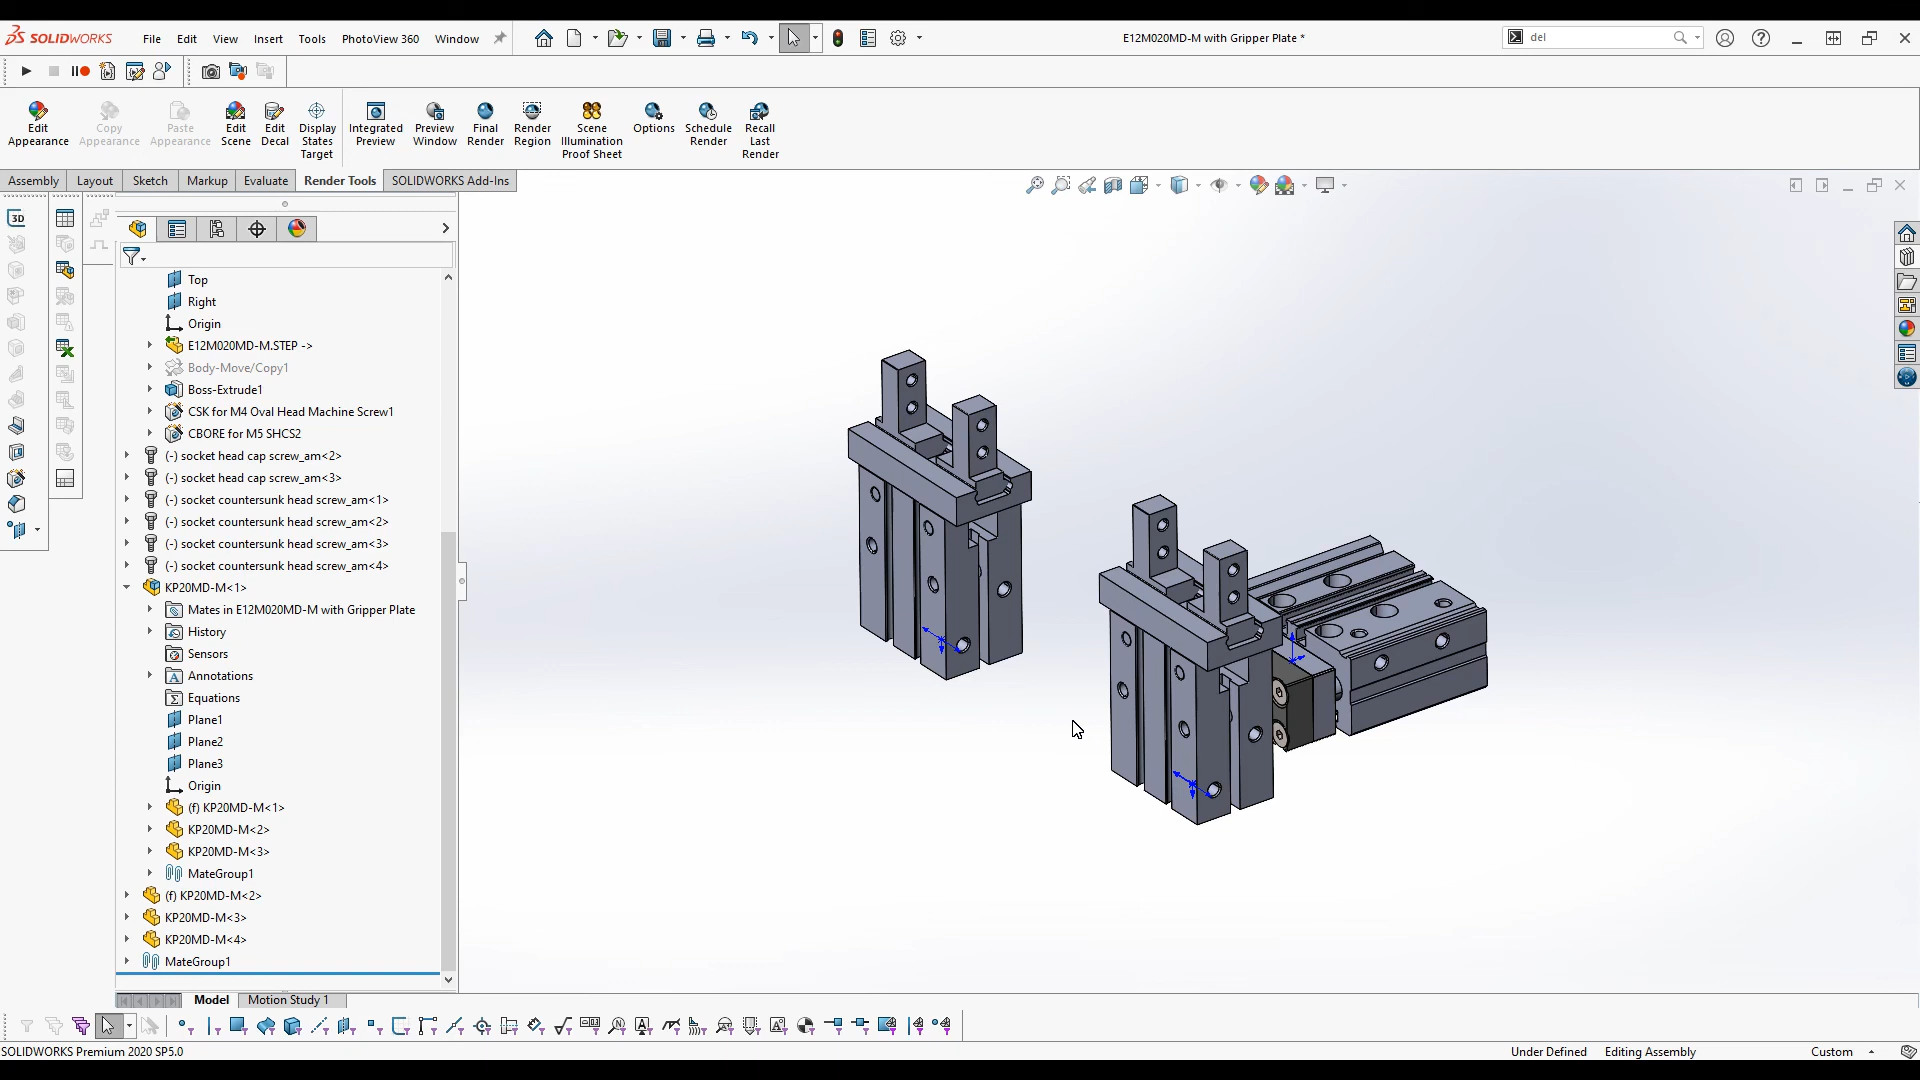 SOLIDWORKS File Edit View Insert Tools PhotoView 360 Window E12M020MD-M with Gripper Plate * del
Edit Appearance
Copy Appearance
Paste Appearance
Edit Scene
Edit Decal
Display States Target
Integrated Preview
Preview Window
Final Render
Render Region
Scene Illumination Proof Sheet
Options
Schedule Render
Recall Last Render
Assembly Layout Sketch Markup Evaluate Render Tools SOLIDWORKS Add-Ins
3D
Top
Right
Origin
E12M020MD-M.STEP ->
Body-Move/Copy1
Boss-Extrude1
CSK for M4 Oval Head Machine Screw1
CBORE for M5 SHCS2
(-) socket head cap screw_am<2>
(-) socket head cap screw_am<3>
(-) socket countersunk head screw_am<1>
(-) socket countersunk head screw_am<2>
(-) socket countersunk head screw_am<3>
(-) socket countersunk head screw_am<4>
KP20MD-M<1>
Mates in E12M020MD-M with Gripper Plate
History
Sensors
Annotations
Equations
Plane1
Plane2
Plane3
Origin
(f) KP20MD-M<1>
KP20MD-M<2>
KP20MD-M<3>
MateGroup1
(f) KP20MD-M<2>
KP20MD-M<3>
KP20MD-M<4>
MateGroup1
Model Motion Study 1
SOLIDWORKS Premium 2020 SP5.0 Under Defined Editing Assembly Custom